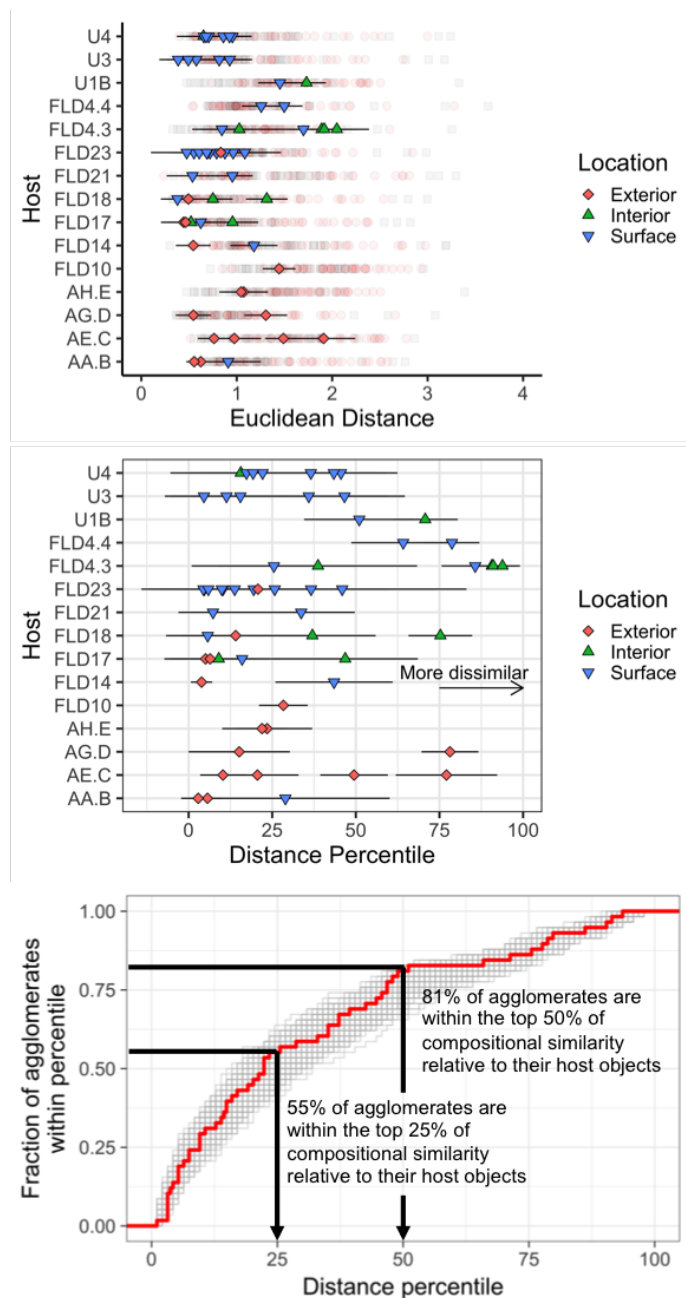 U4
U3
U1B
FLD4.4
FLD4.3
FLD23
FLD21
FLD18
FLD17
FLD14
FLD10
AH.E
AG.D
AE.C
AA.B
Host
0 1 2 3 4
Euclidean Distance
Location
Exterior
Interior
Surface
U4
U3
U1B
FLD4.4
FLD4.3
FLD23
FLD21
FLD18
FLD17
FLD14
FLD10
AH.E
AG.D
AE.C
AA.B
Host
More dissimilar
0 25 50 75 100
Distance Percentile
Location
Exterior
Interior
Surface
1.00
0.75
0.50
0.25
0.00
Fraction of agglomerates
within percentile
81% of agglomerates are
within the top 50% of
compositional similarity
relative to their host objects
55% of agglomerates are
within the top 25% of
compositional similarity
relative to their host objects
0 25 50 75 100
Distance percentile